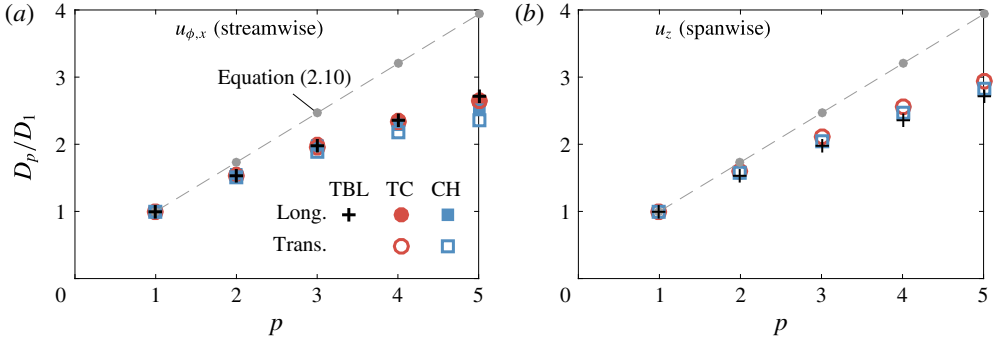 (a)
4
3
2
1
0
D_p/D_1
u_{ϕ,x} (streamwise)
Equation (2.10)
TBL TC CH
Long.
Trans.
1 2 3 4 5
p
(b)
4
3
2
1
0
u_z (spanwise)
1 2 3 4 5
p